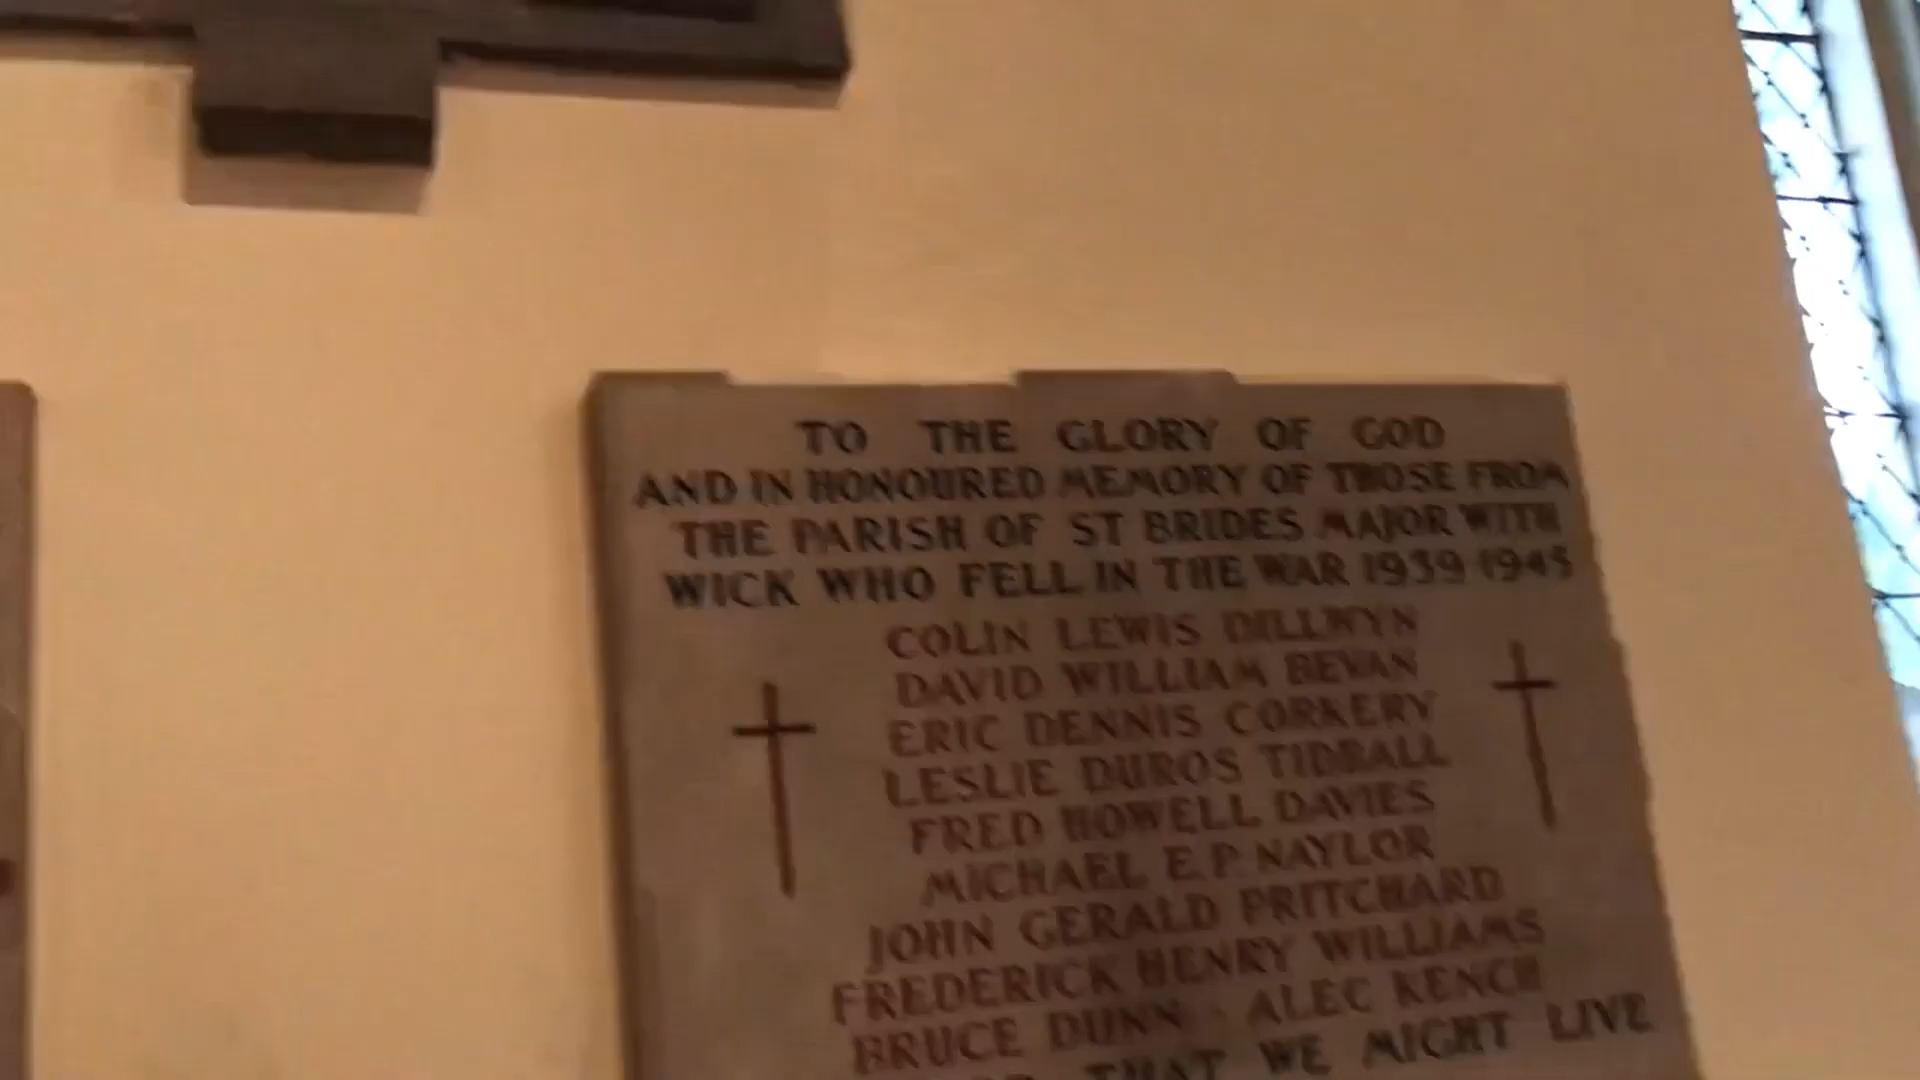 TO THE GLORY OF GOD
AND IN HONOURED MEMORY OF THOSE FROM
THE PARISH OF ST BRIDES MAJOR WITH
WICK WHO FELL IN THE WAR 1939 1945
COLIN LEWIS DILLWYN
DAVID WILLIAM BEVAN
ERIC DENNIS CORKERY
LESLIE DUROS TIDBALL
FRED HOWELL DAVIES
MICHAEL E.P. NAYLOR
JOHN GERALD PRITCHARD
FREDERICK HENRY WILLIAMS
BRUCE DUNN · ALEC KENCH
THAT WE MIGHT LIVE